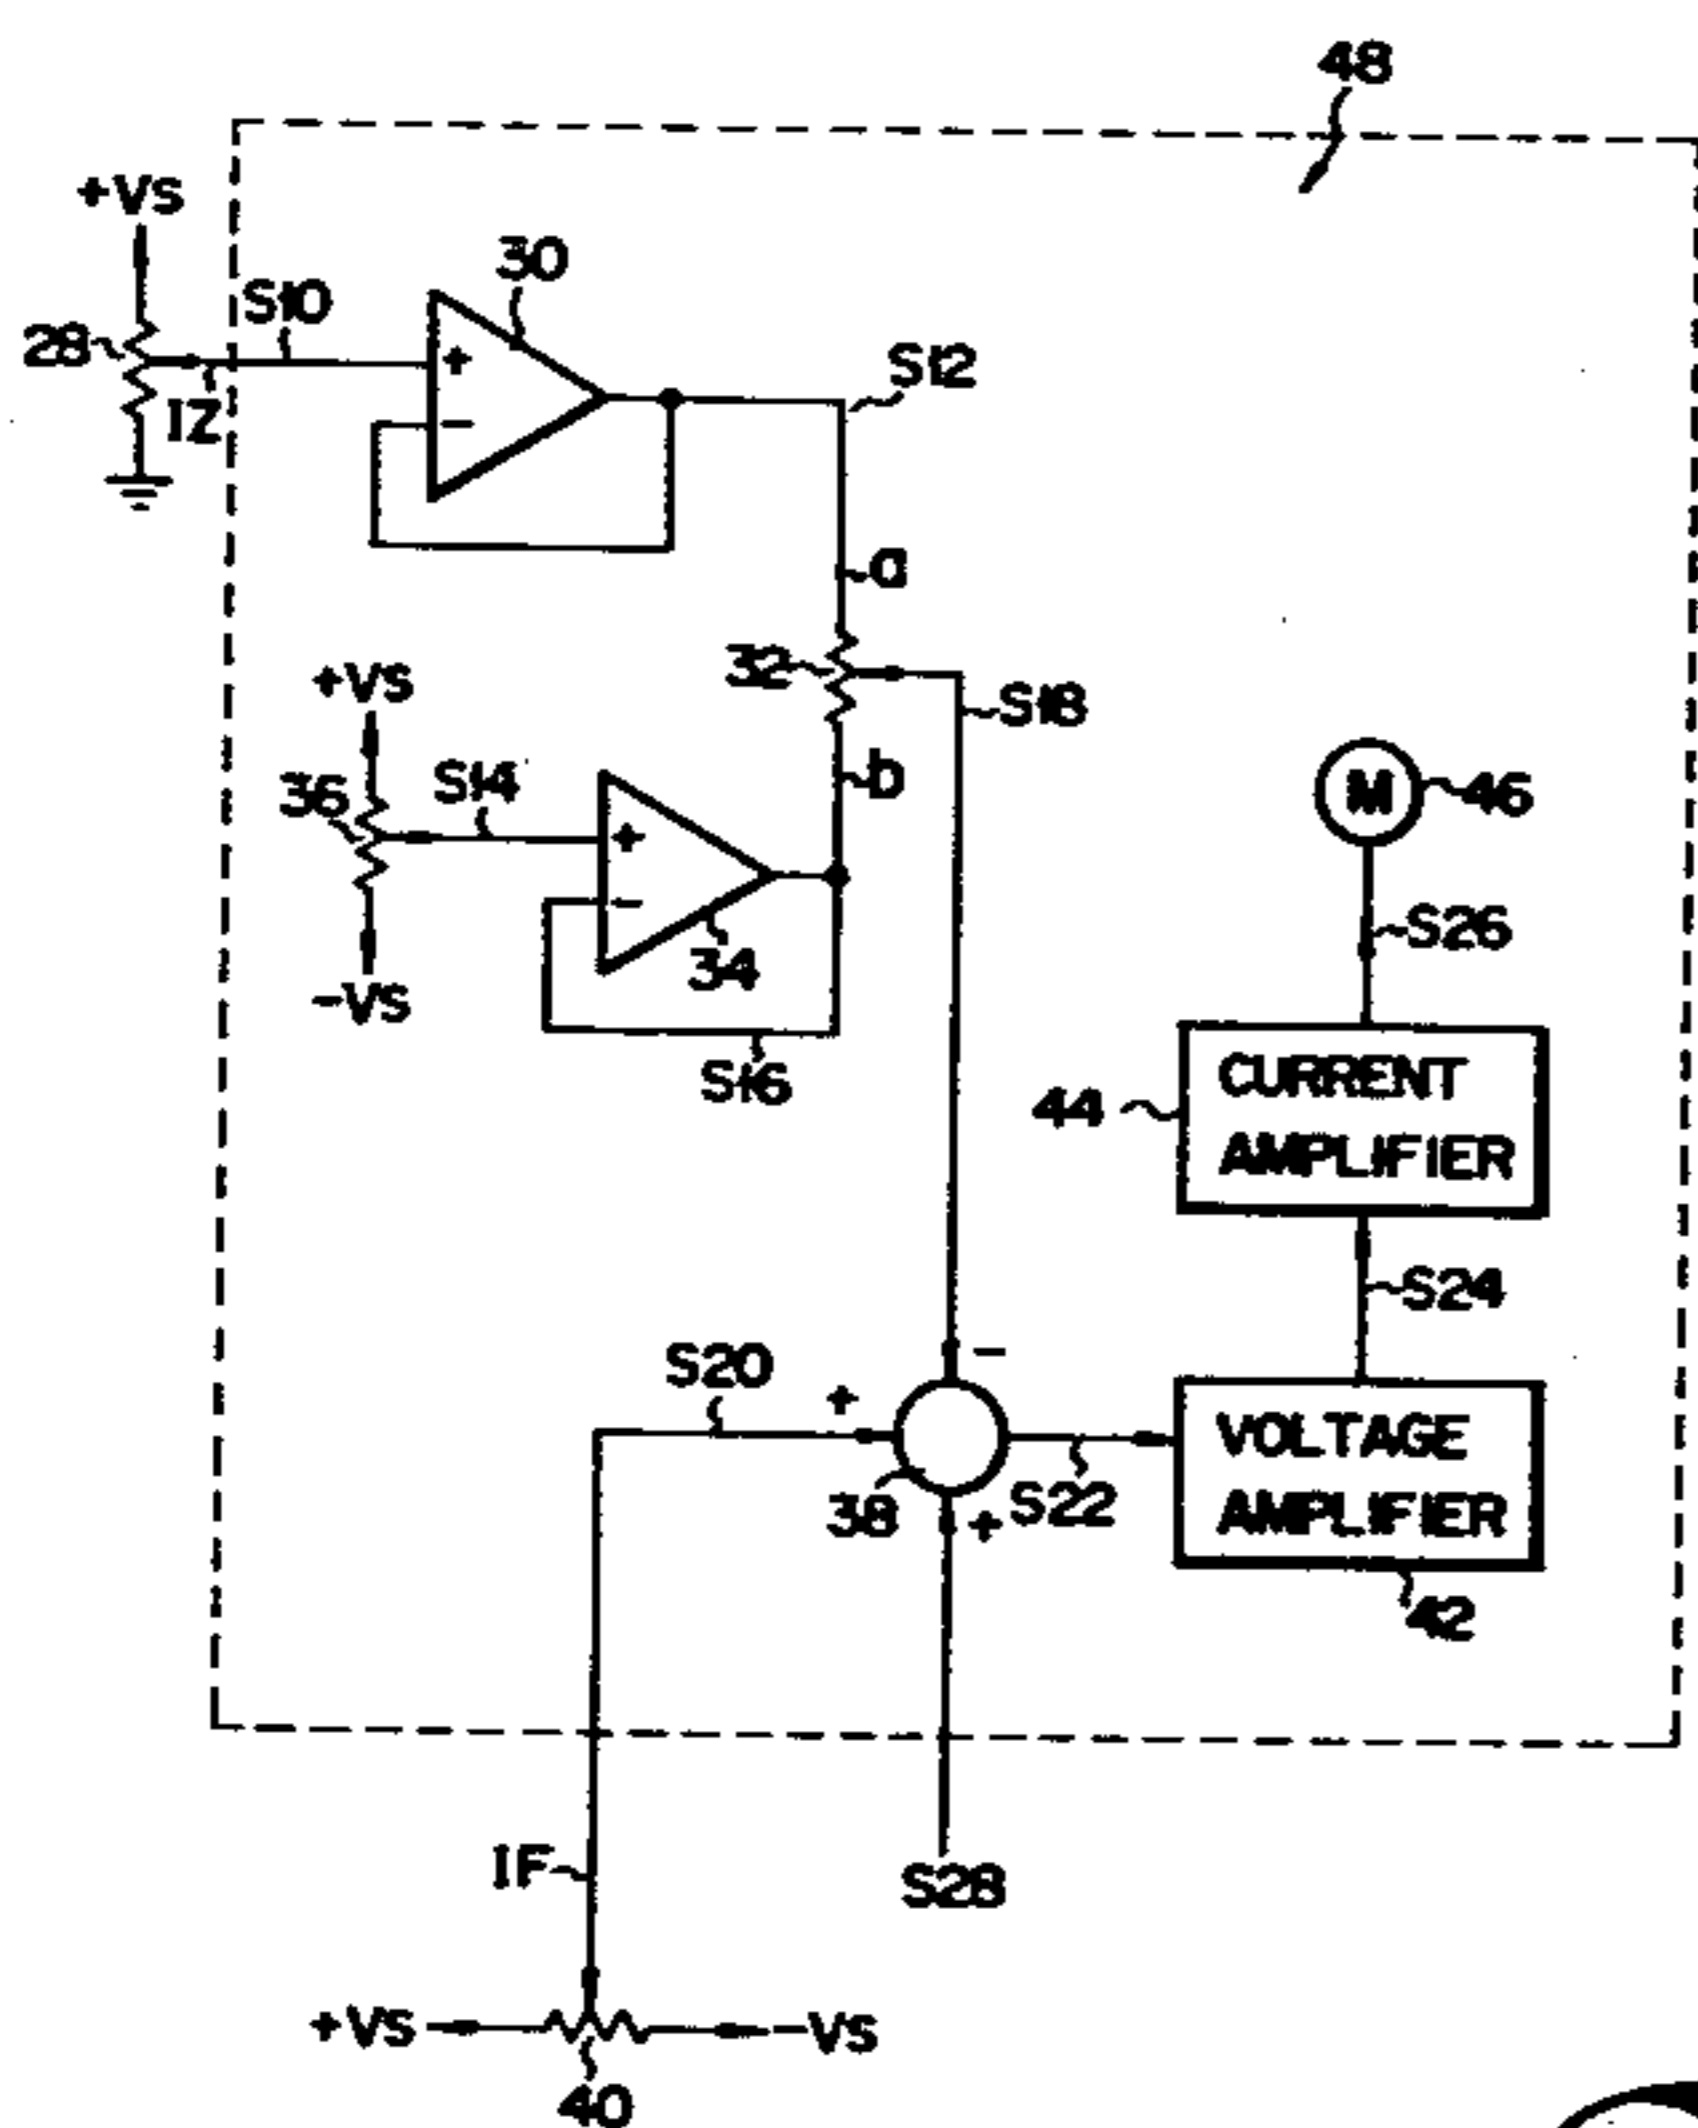 48
+VS
30
S10
28
S12
IZ
+
-
a
32
+VS
S18
36
S14
b
M
46
+
-
34
S26
-VS
S16
CURRENT
AMPLIFIER
44
S24
S20
+
-
38
+
S22
VOLTAGE
AMPLIFIER
42
IF
S28
+VS
-VS
40